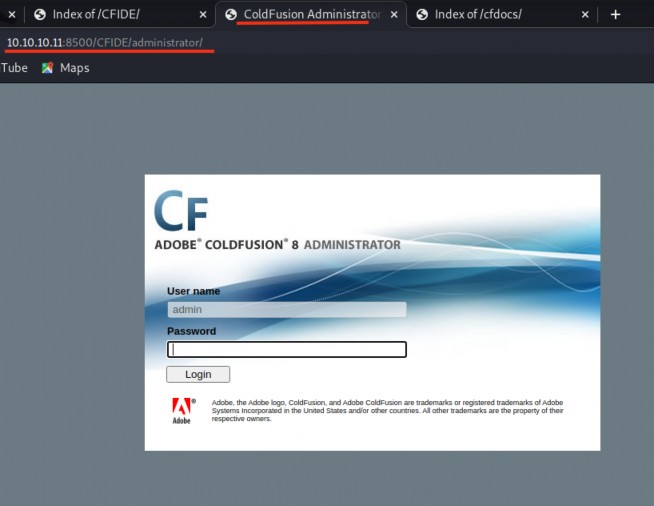 Index of /CFIDE/
ColdFusion Administrator
Index of /cfdocs/
10.10.10.11:8500/CFIDE/administrator/
Tube Maps
CF
ADOBE® COLDFUSION® 8 ADMINISTRATOR
User name
admin
Password
Login
Adobe
Adobe, the Adobe logo, ColdFusion, and Adobe ColdFusion are trademarks or registered trademarks of Adobe
Systems Incorporated in the United States and/or other countries. All other trademarks are the property of their
respective owners.